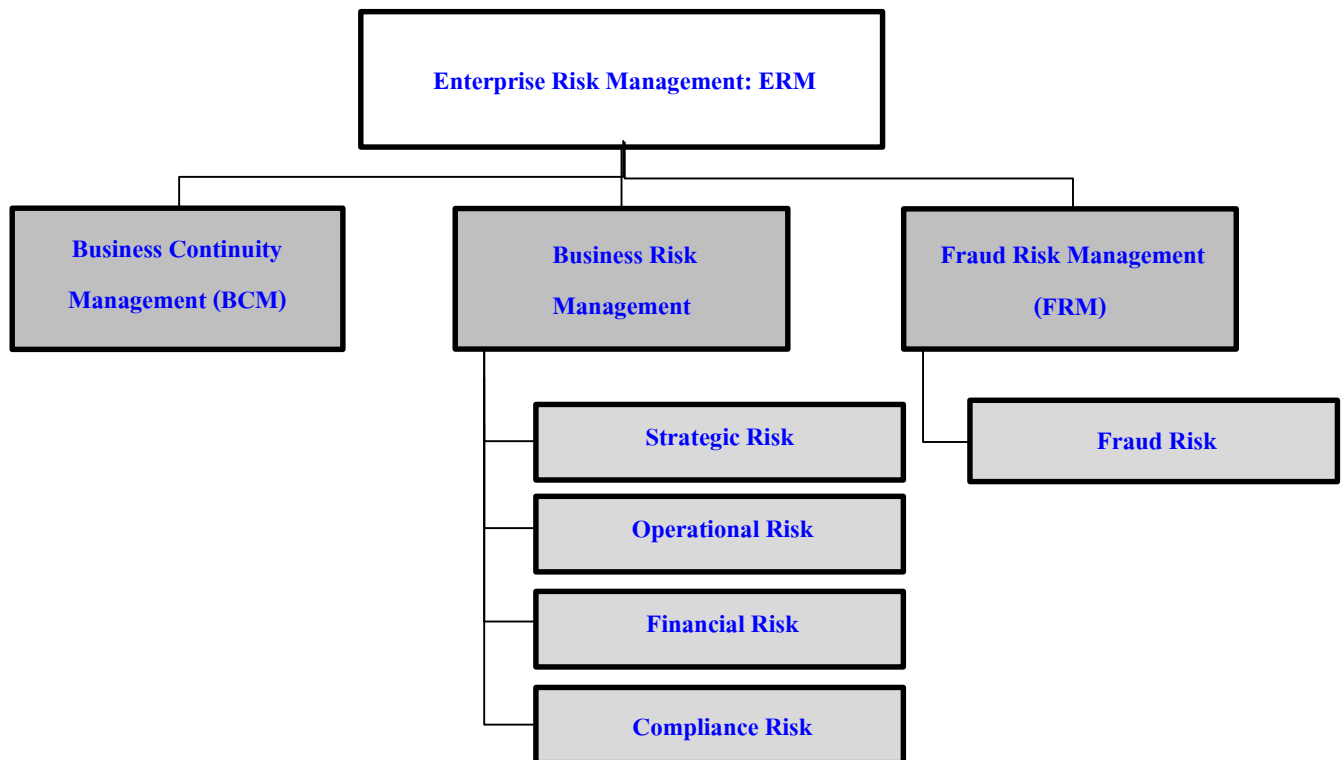 Enterprise Risk Management: ERM
Business Continuity
Management (BCM)
Business Risk
Management
Fraud Risk Management
(FRM)
Strategic Risk
Fraud Risk
Operational Risk
Financial Risk
Compliance Risk